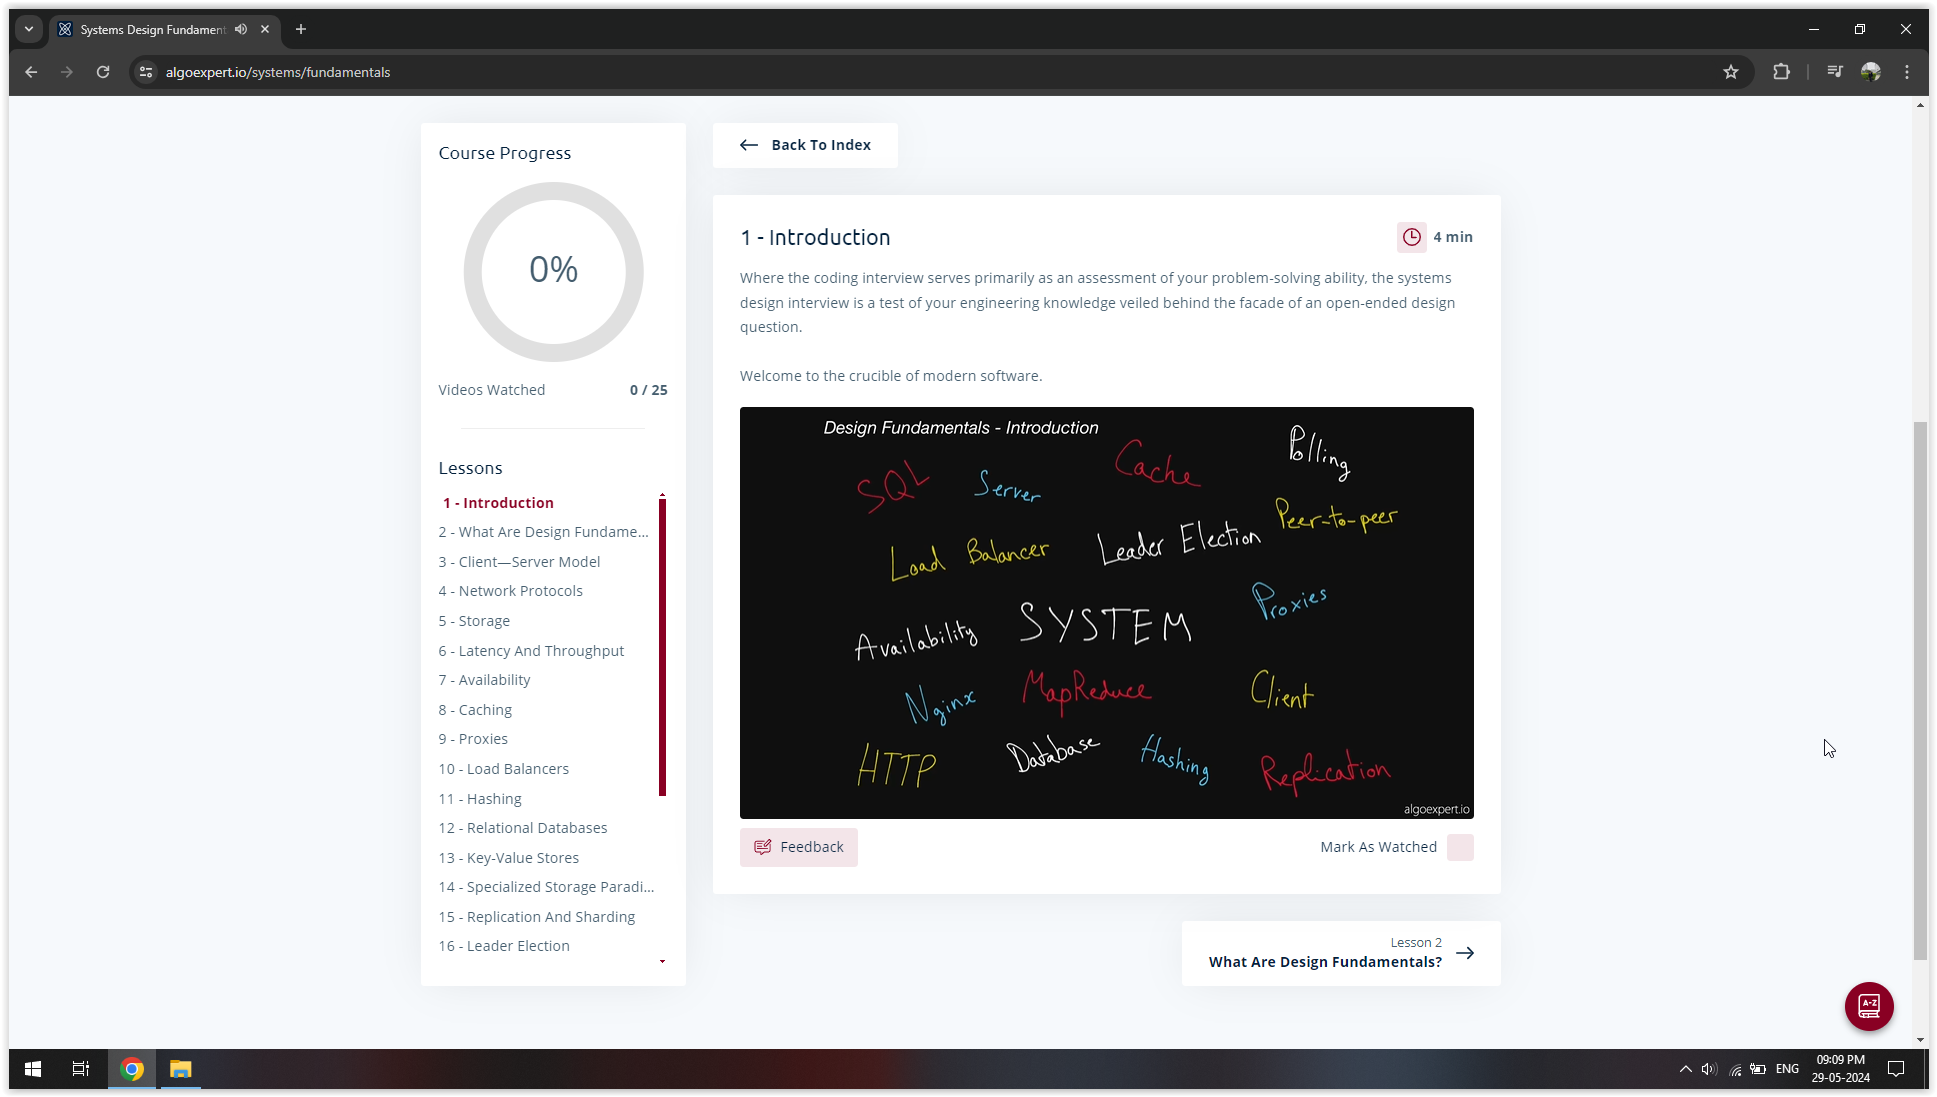 Systems Design Fundament
algoexpert.io/systems/fundamentals
Course Progress
0%
Videos Watched 0 / 25
Lessons
1 - Introduction
2 - What Are Design Fundame...
3 - Client—Server Model
4 - Network Protocols
5 - Storage
6 - Latency And Throughput
7 - Availability
8 - Caching
9 - Proxies
10 - Load Balancers
11 - Hashing
12 - Relational Databases
13 - Key-Value Stores
14 - Specialized Storage Paradi...
15 - Replication And Sharding
16 - Leader Election
Back To Index
1 - Introduction
4 min
Where the coding interview serves primarily as an assessment of your problem-solving ability, the systems
design interview is a test of your engineering knowledge veiled behind the facade of an open-ended design
question.
Welcome to the crucible of modern software.
Design Fundamentals - Introduction
SQL
Server
Cache
Polling
Peer-to-peer
Load Balancer
Leader Election
Proxies
Availability
SYSTEM
Nginx
MapReduce
Client
HTTP
Database
Hashing
Replication
algoexpert.io
Feedback
Mark As Watched
Lesson 2
What Are Design Fundamentals?
A-Z
ENG
09:09 PM
29-05-2024